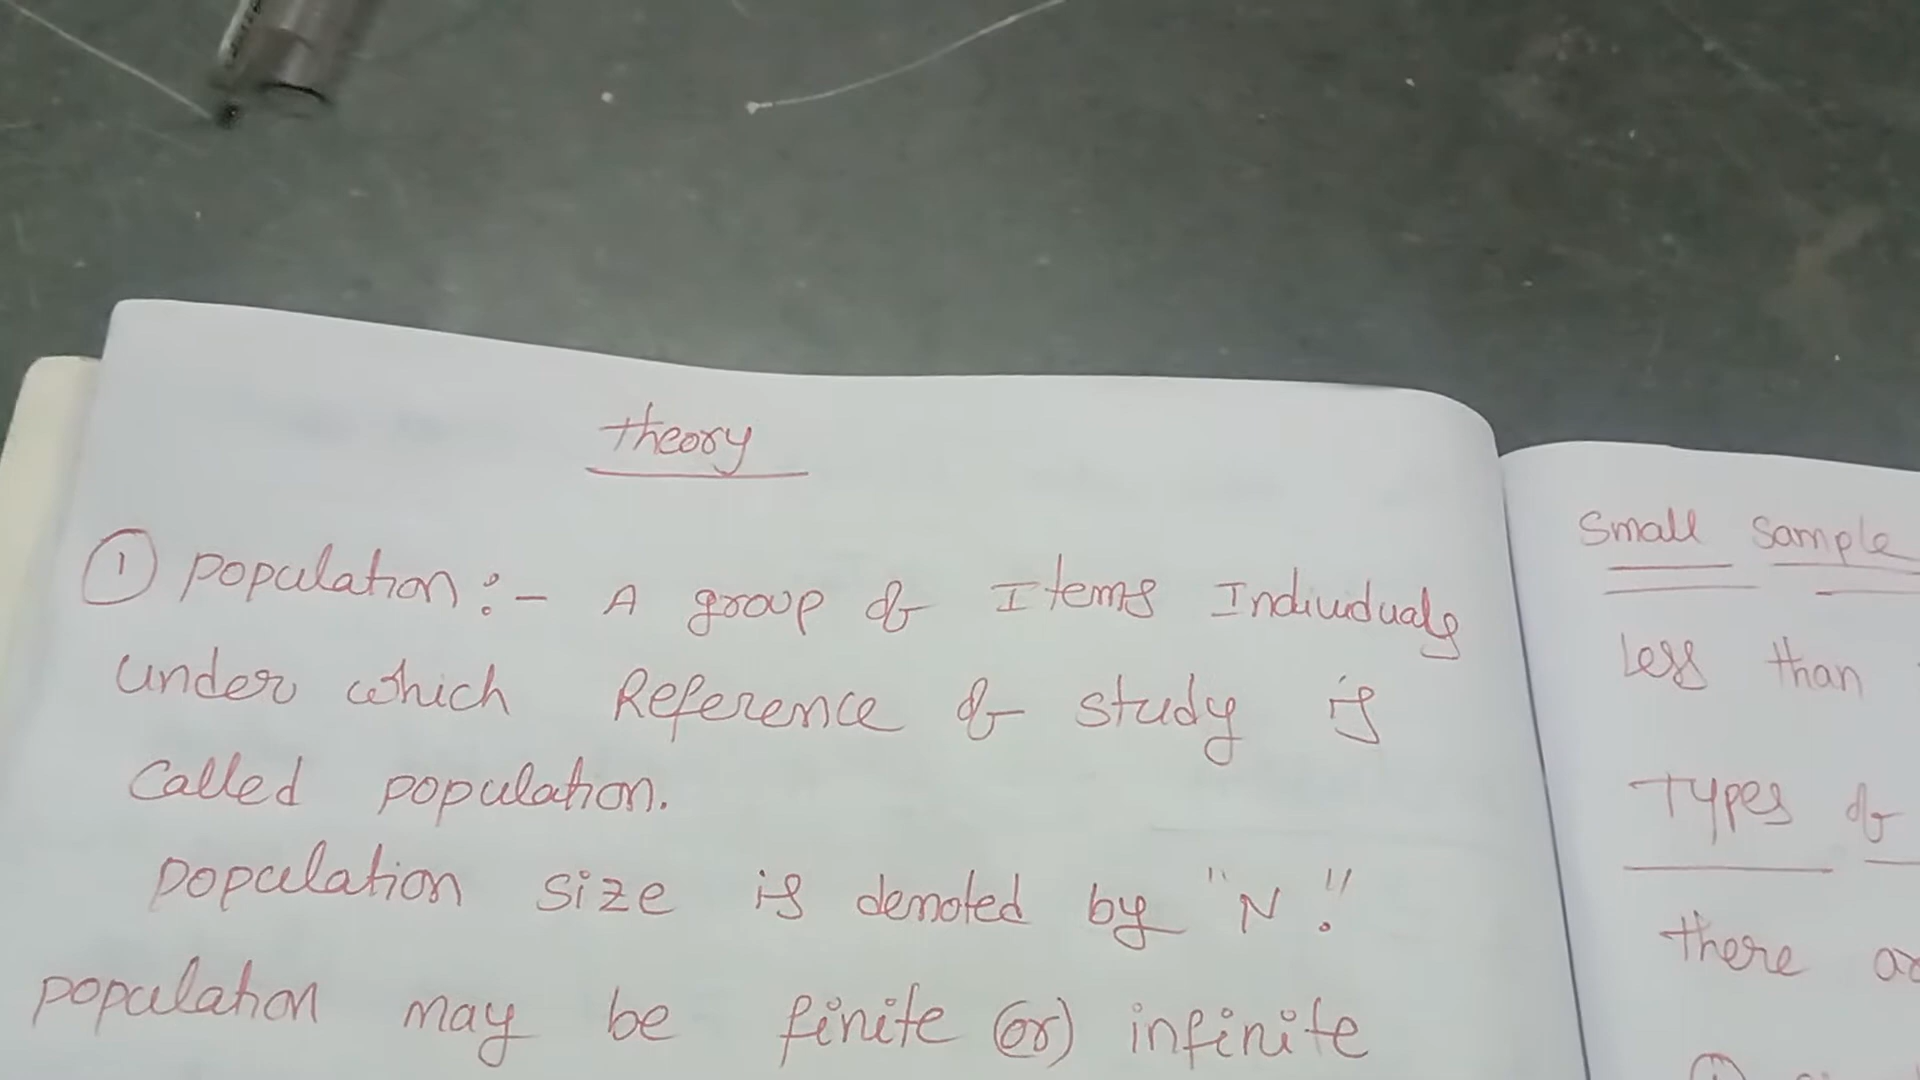 theory
① population :- A group of Items Individuals
under which Reference of study is
called population.
population size is denoted by "N."
population may be finite (or) infinite
Small Sample
Less than
Types of
there